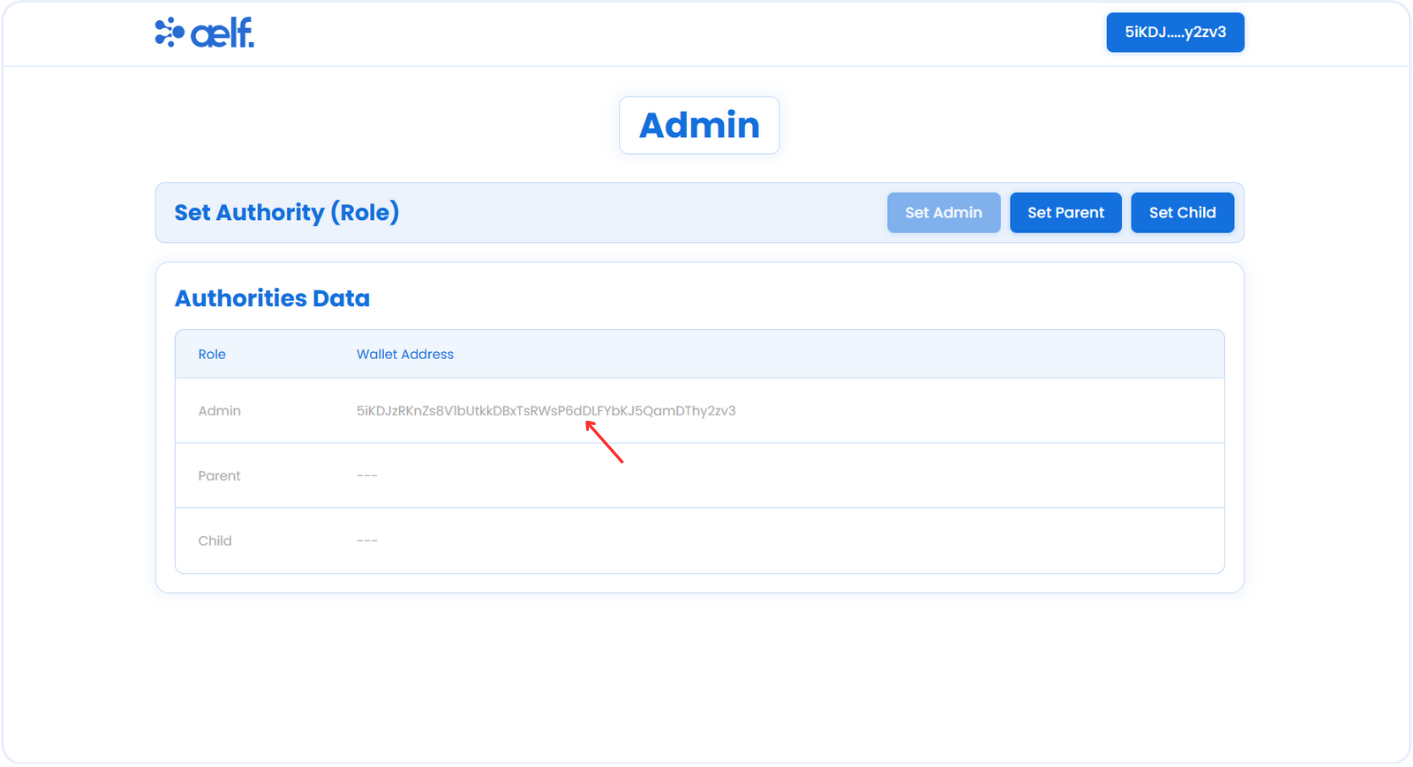 aelf.
5iKDJ.....y2zv3
Admin
Set Authority (Role)
Set Admin
Set Parent
Set Child
Authorities Data
Role Wallet Address
Admin 5iKDJzRKnZs8V1bUtkkDBxTsRWsP6dDLFYbKJ5QamDThy2zv3
Parent ---
Child ---